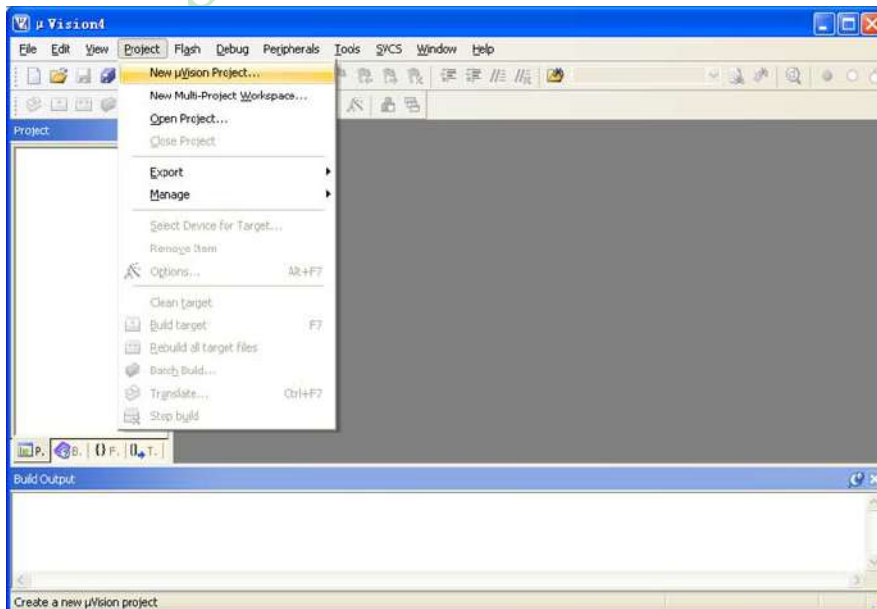 μVision4
File Edit View Project Flash Debug Peripherals Tools SVCS Window Help
New μVision Project...
New Multi-Project Workspace...
Open Project...
Close Project
Export
Manage
Select Device for Target...
Remove Item
Options... Alt+F7
Clean target
Build target F7
Rebuild all target files
Batch Build...
Translate... Ctrl+F7
Stop build
Project
P. B. {} F. 0 T.
Build Output
Create a new μVision project